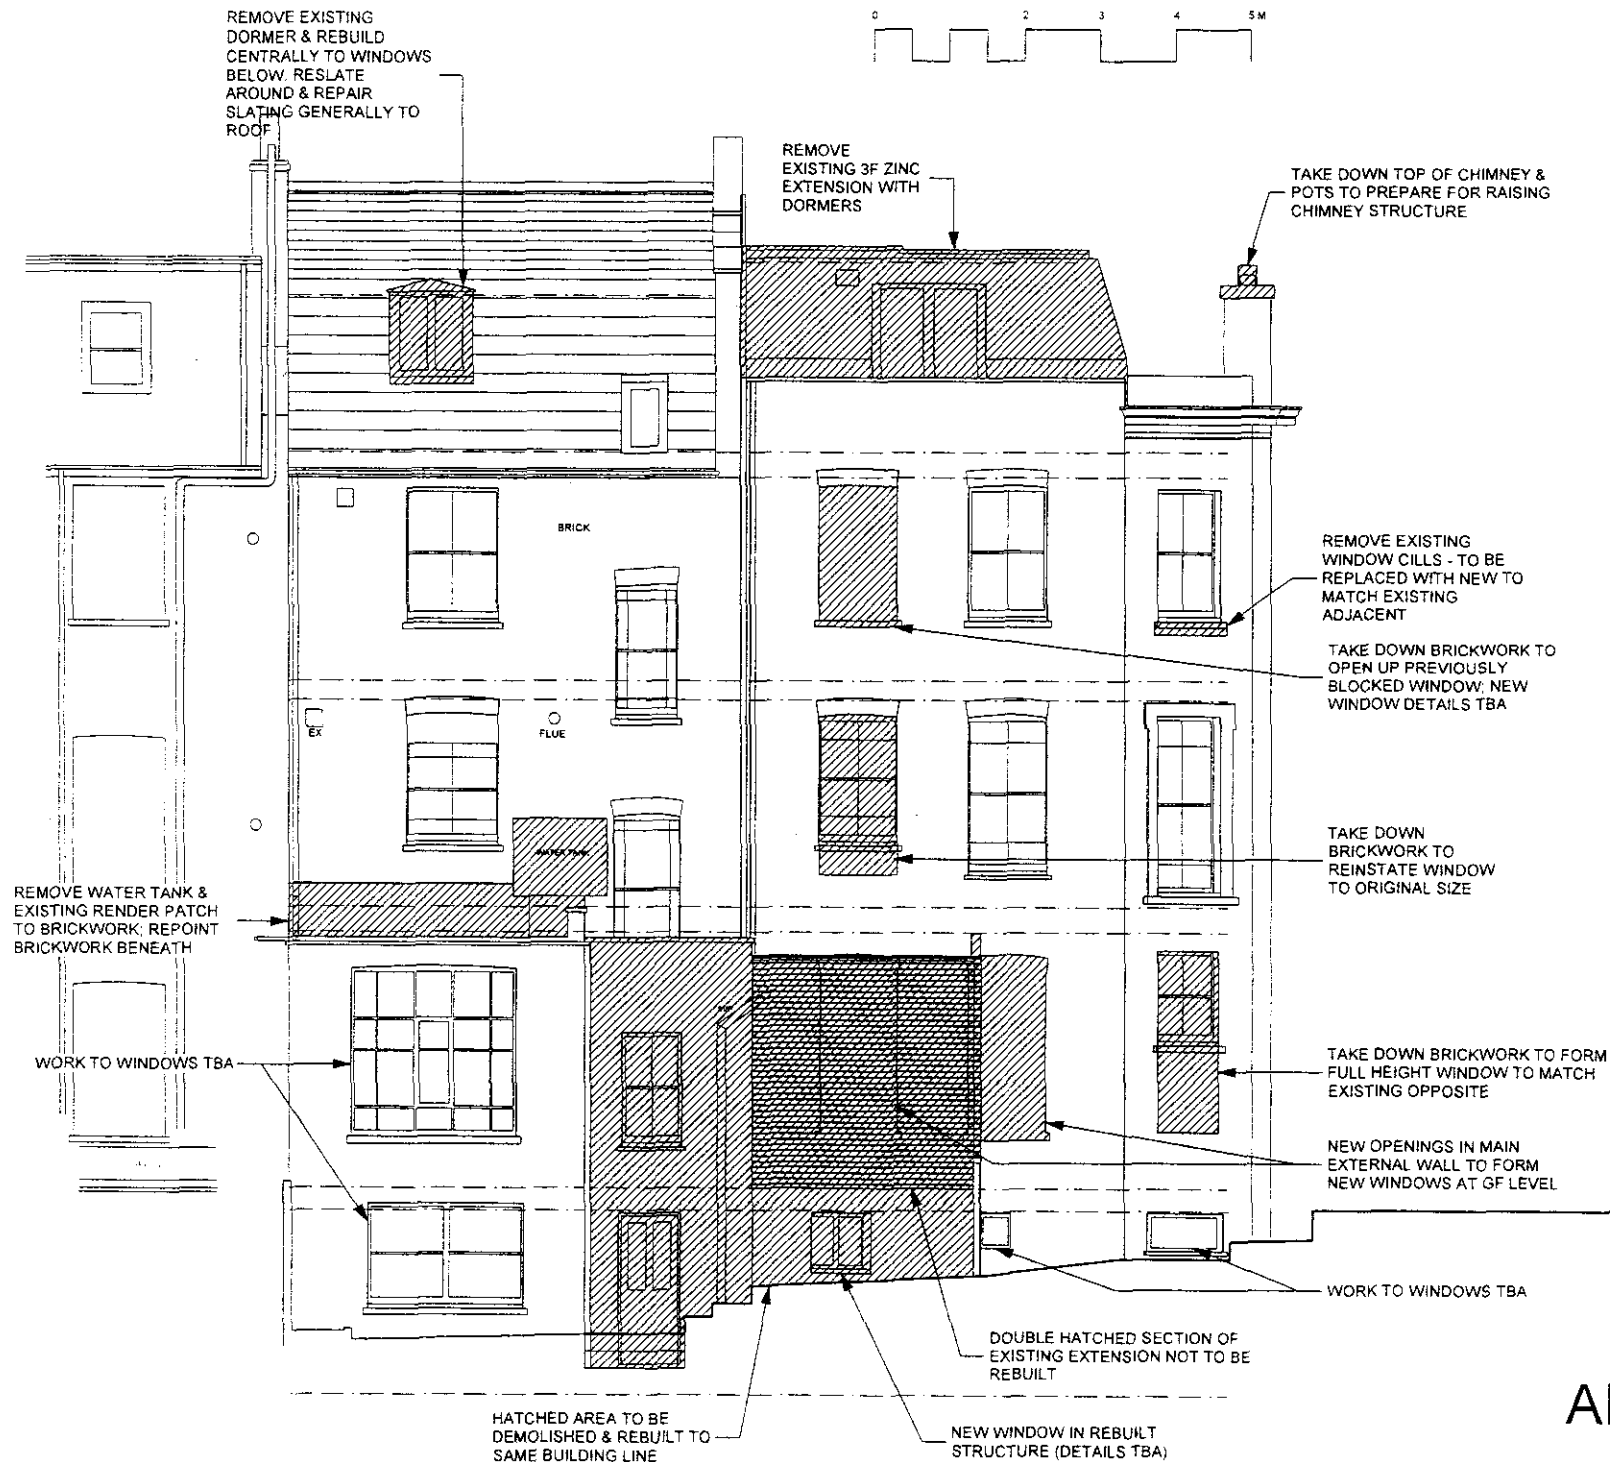 REMOVE EXISTING
DORMER & REBUILD
CENTRALLY TO WINDOWS
BELOW. RESLATE
AROUND & REPAIR
SLATING GENERALLY TO
ROOF
0 2 3 4 5 M
REMOVE
EXISTING 3F ZINC
EXTENSION WITH
DORMERS
TAKE DOWN TOP OF CHIMNEY &
POTS TO PREPARE FOR RAISING
CHIMNEY STRUCTURE
BRICK
REMOVE EXISTING
WINDOW CILLS - TO BE
REPLACED WITH NEW TO
MATCH EXISTING
ADJACENT
TAKE DOWN BRICKWORK TO
OPEN UP PREVIOUSLY
BLOCKED WINDOW; NEW
WINDOW DETAILS TBA
EX
FLUE
WATER TANK
TAKE DOWN
BRICKWORK TO
REINSTATE WINDOW
TO ORIGINAL SIZE
REMOVE WATER TANK &
EXISTING RENDER PATCH
TO BRICKWORK; REPOINT
BRICKWORK BENEATH
WORK TO WINDOWS TBA
TAKE DOWN BRICKWORK TO FORM
FULL HEIGHT WINDOW TO MATCH
EXISTING OPPOSITE
NEW OPENINGS IN MAIN
EXTERNAL WALL TO FORM
NEW WINDOWS AT GF LEVEL
WORK TO WINDOWS TBA
DOUBLE HATCHED SECTION OF
EXISTING EXTENSION NOT TO BE
REBUILT
HATCHED AREA TO BE
DEMOLISHED & REBUILT TO
SAME BUILDING LINE
NEW WINDOW IN REBUILT
STRUCTURE (DETAILS TBA)